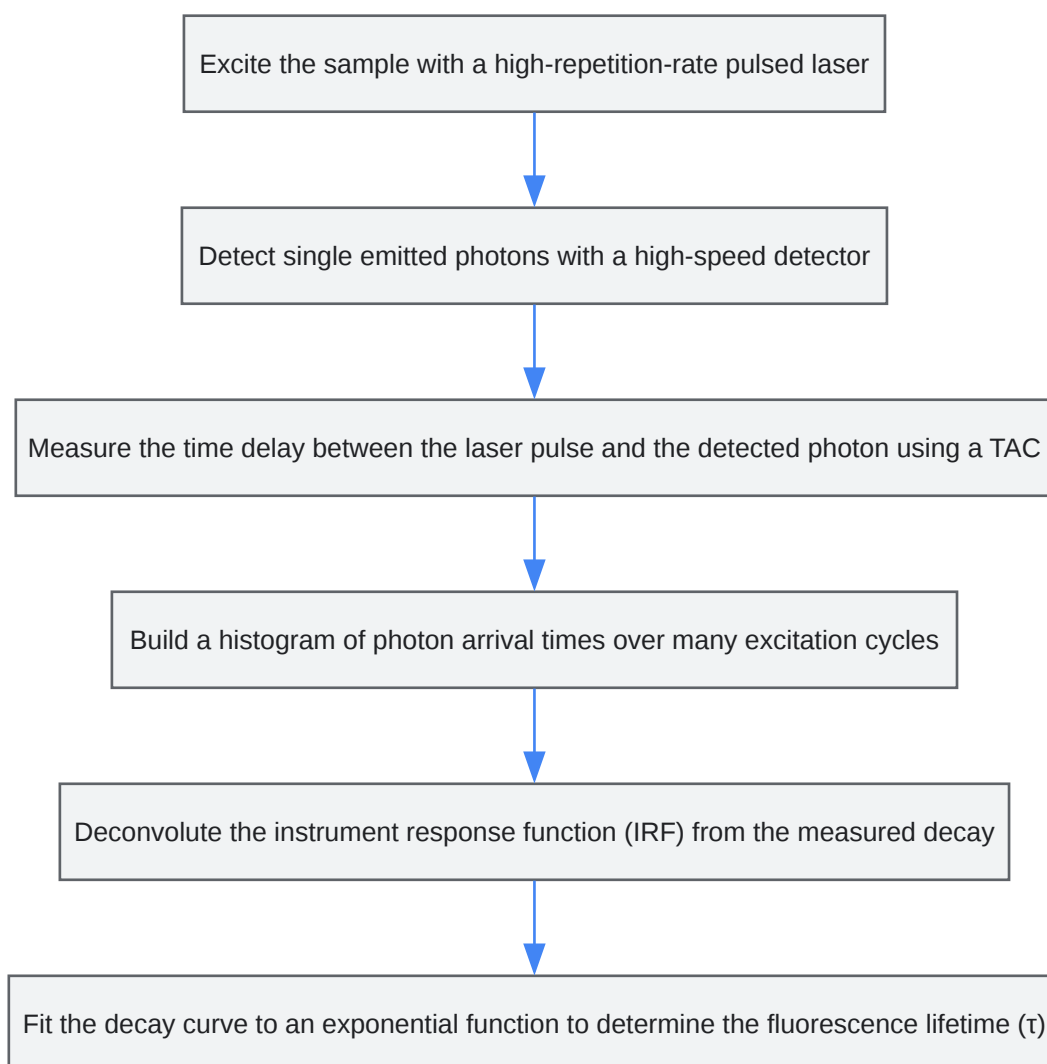 Excite the sample with a high-repetition-rate pulsed laser
Detect single emitted photons with a high-speed detector
Measure the time delay between the laser pulse and the detected photon using a TAC
Build a histogram of photon arrival times over many excitation cycles
Deconvolute the instrument response function (IRF) from the measured decay
Fit the decay curve to an exponential function to determine the fluorescence lifetime (τ)